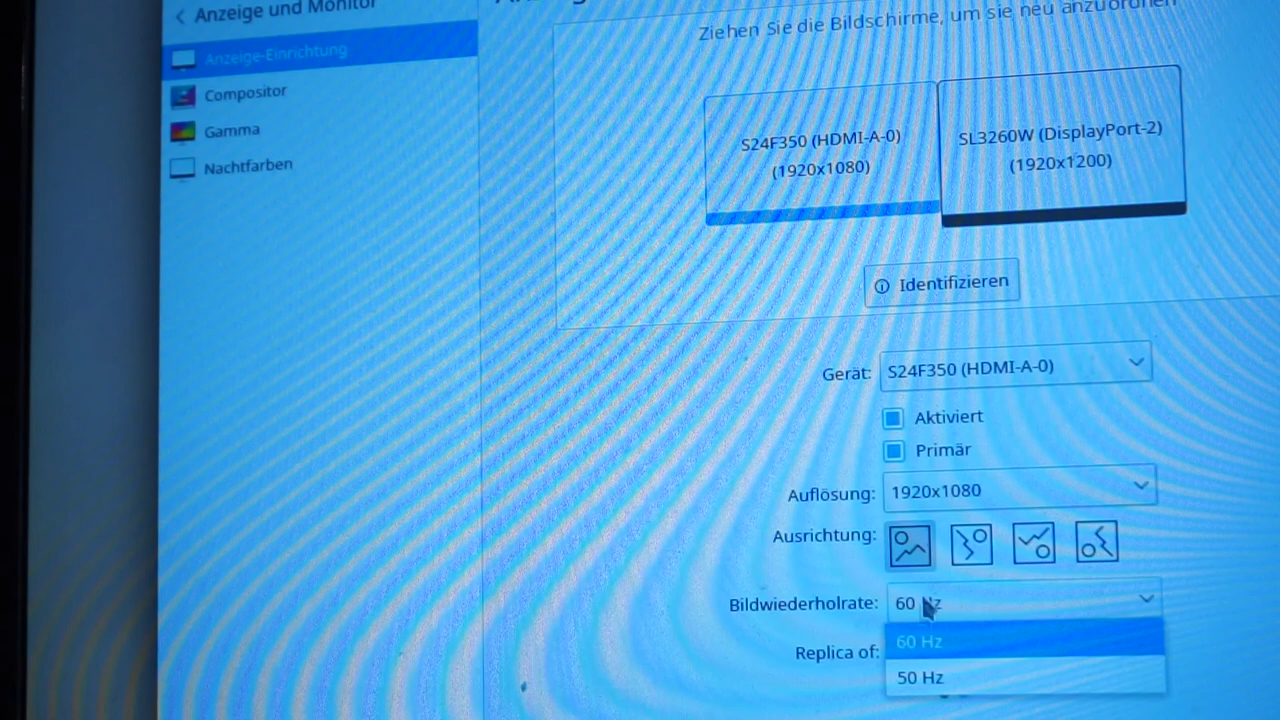 Anzeige und Monitor
Anzeige-Einrichtung
Compositor
Gamma
Nachtfarben
Ziehen Sie die Bildschirme, um sie neu anzuordnen
S24F350 (HDMI-A-0)
(1920x1080)
SL3260W (DisplayPort-2)
(1920x1200)
Identifizieren
Gerät: S24F350 (HDMI-A-0)
Aktiviert
Primär
Auflösung: 1920x1080
Ausrichtung:
Bildwiederholrate: 60 Hz
60 Hz
Replica of:
50 Hz